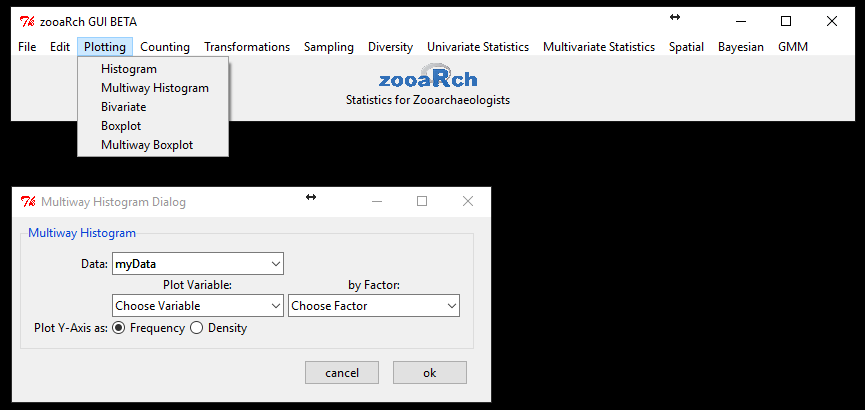 zooaRch GUI BETA
File Edit Plotting Counting Transformations Sampling Diversity Univariate Statistics Multivariate Statistics Spatial Bayesian GMM
Histogram
Multiway Histogram
Bivariate
Boxplot
Multiway Boxplot
zooaRch
Statistics for Zooarchaeologists
Multiway Histogram Dialog
Multiway Histogram
Data: myData
Plot Variable: by Factor:
Choose Variable Choose Factor
Plot Y-Axis as: Frequency Density
cancel ok